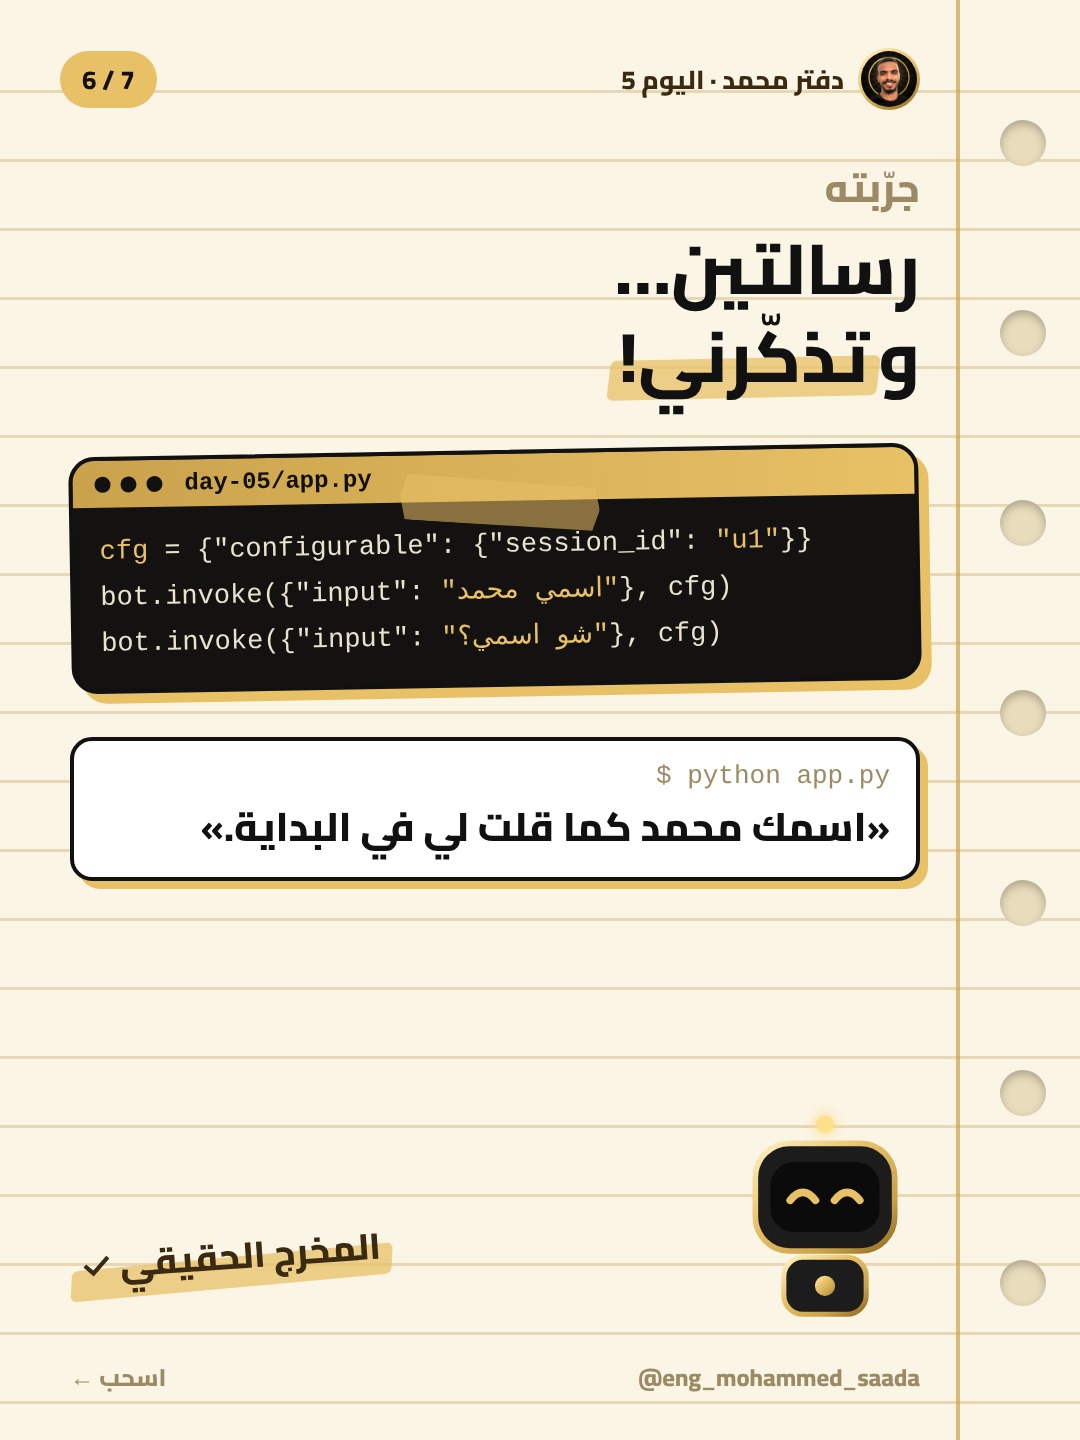 دفتر محمد · اليوم 5
6 / 7
جرّبته
رسالتين...
وتذكّرني!
day-05/app.py
cfg = {"configurable": {"session_id": "u1"}}
bot.invoke({"input": "اسمي محمد"}, cfg)
bot.invoke({"input": "شو اسمي؟"}, cfg)
$ python app.py
«اسمك محمد كما قلت لي في البداية.»
المخرج الحقيقي ✓
@eng_mohammed_saada
اسحب ←